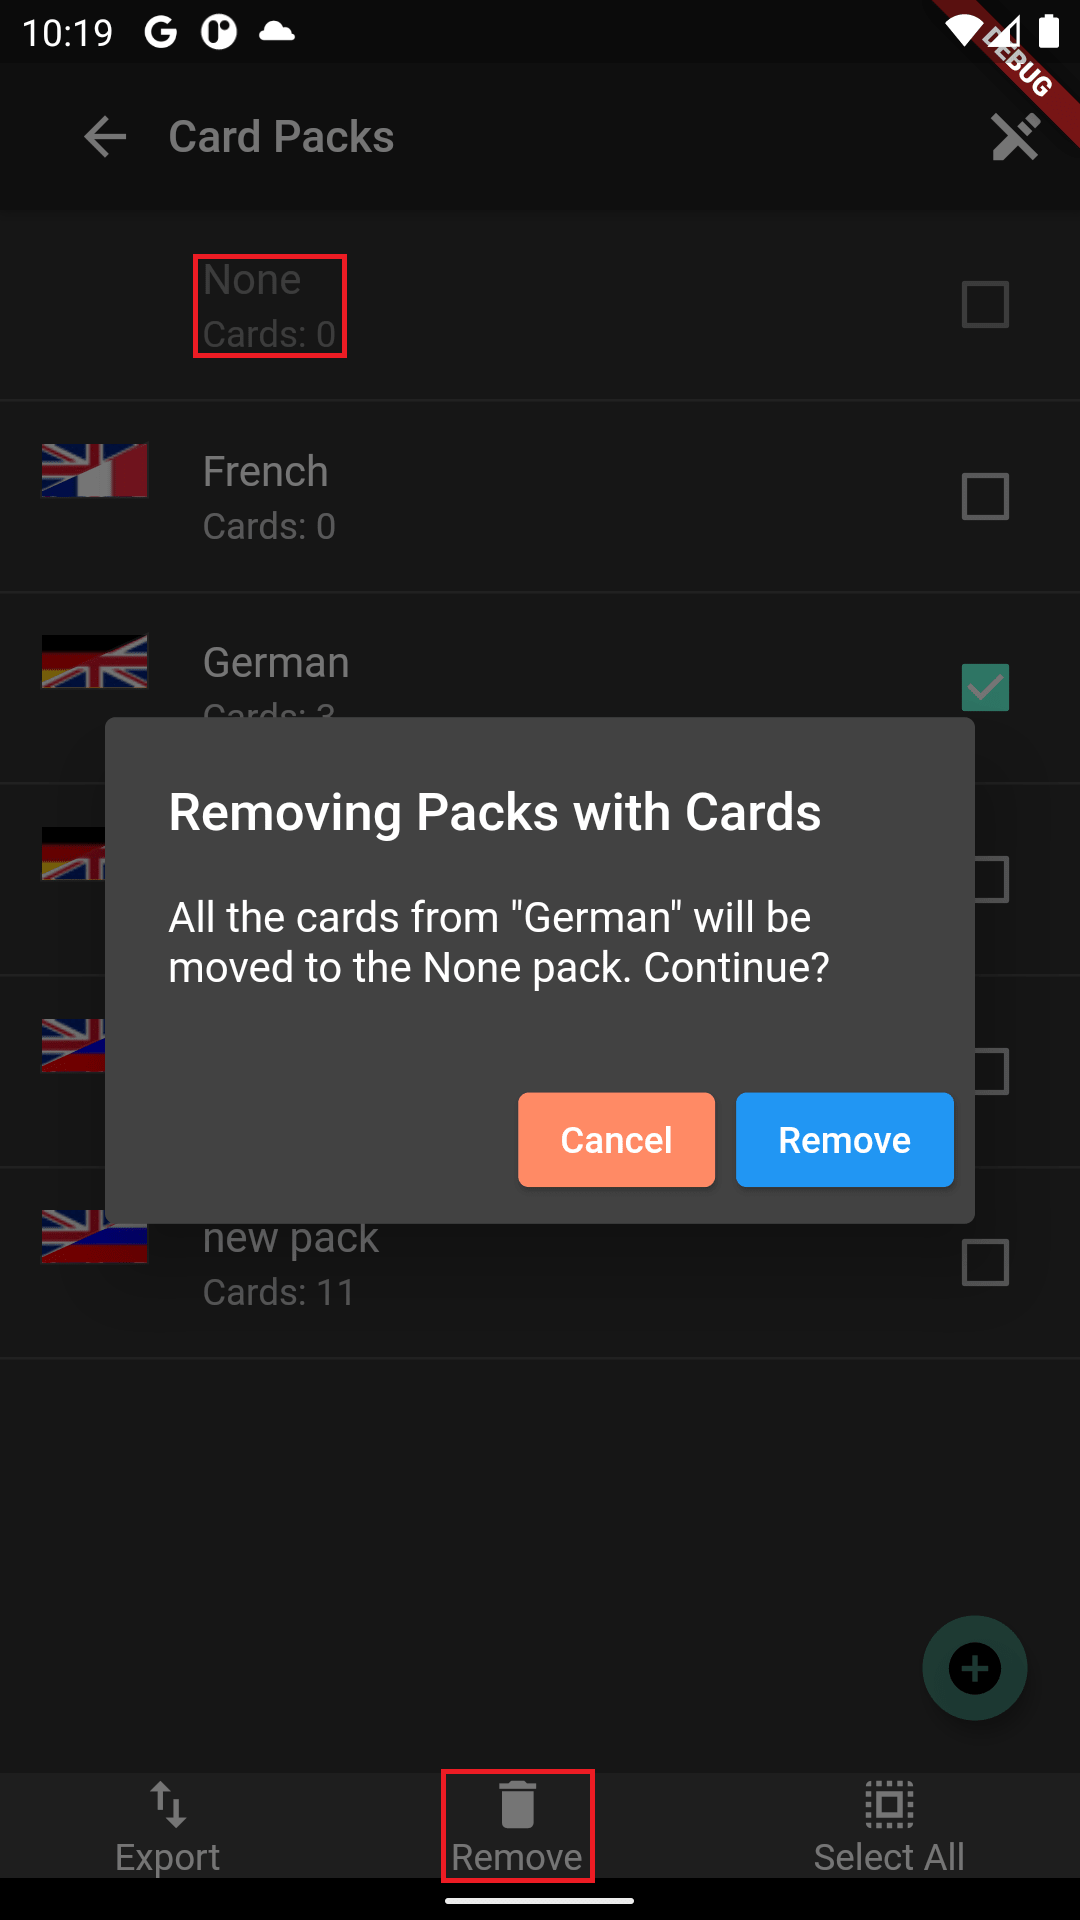 10:19
DEBUG
Card Packs
None
Cards: 0
French
Cards: 0
German
Cards: 3
Removing Packs with Cards
All the cards from "German" will be
moved to the None pack. Continue?
Cancel
Remove
new pack
Cards: 11
Export
Remove
Select All